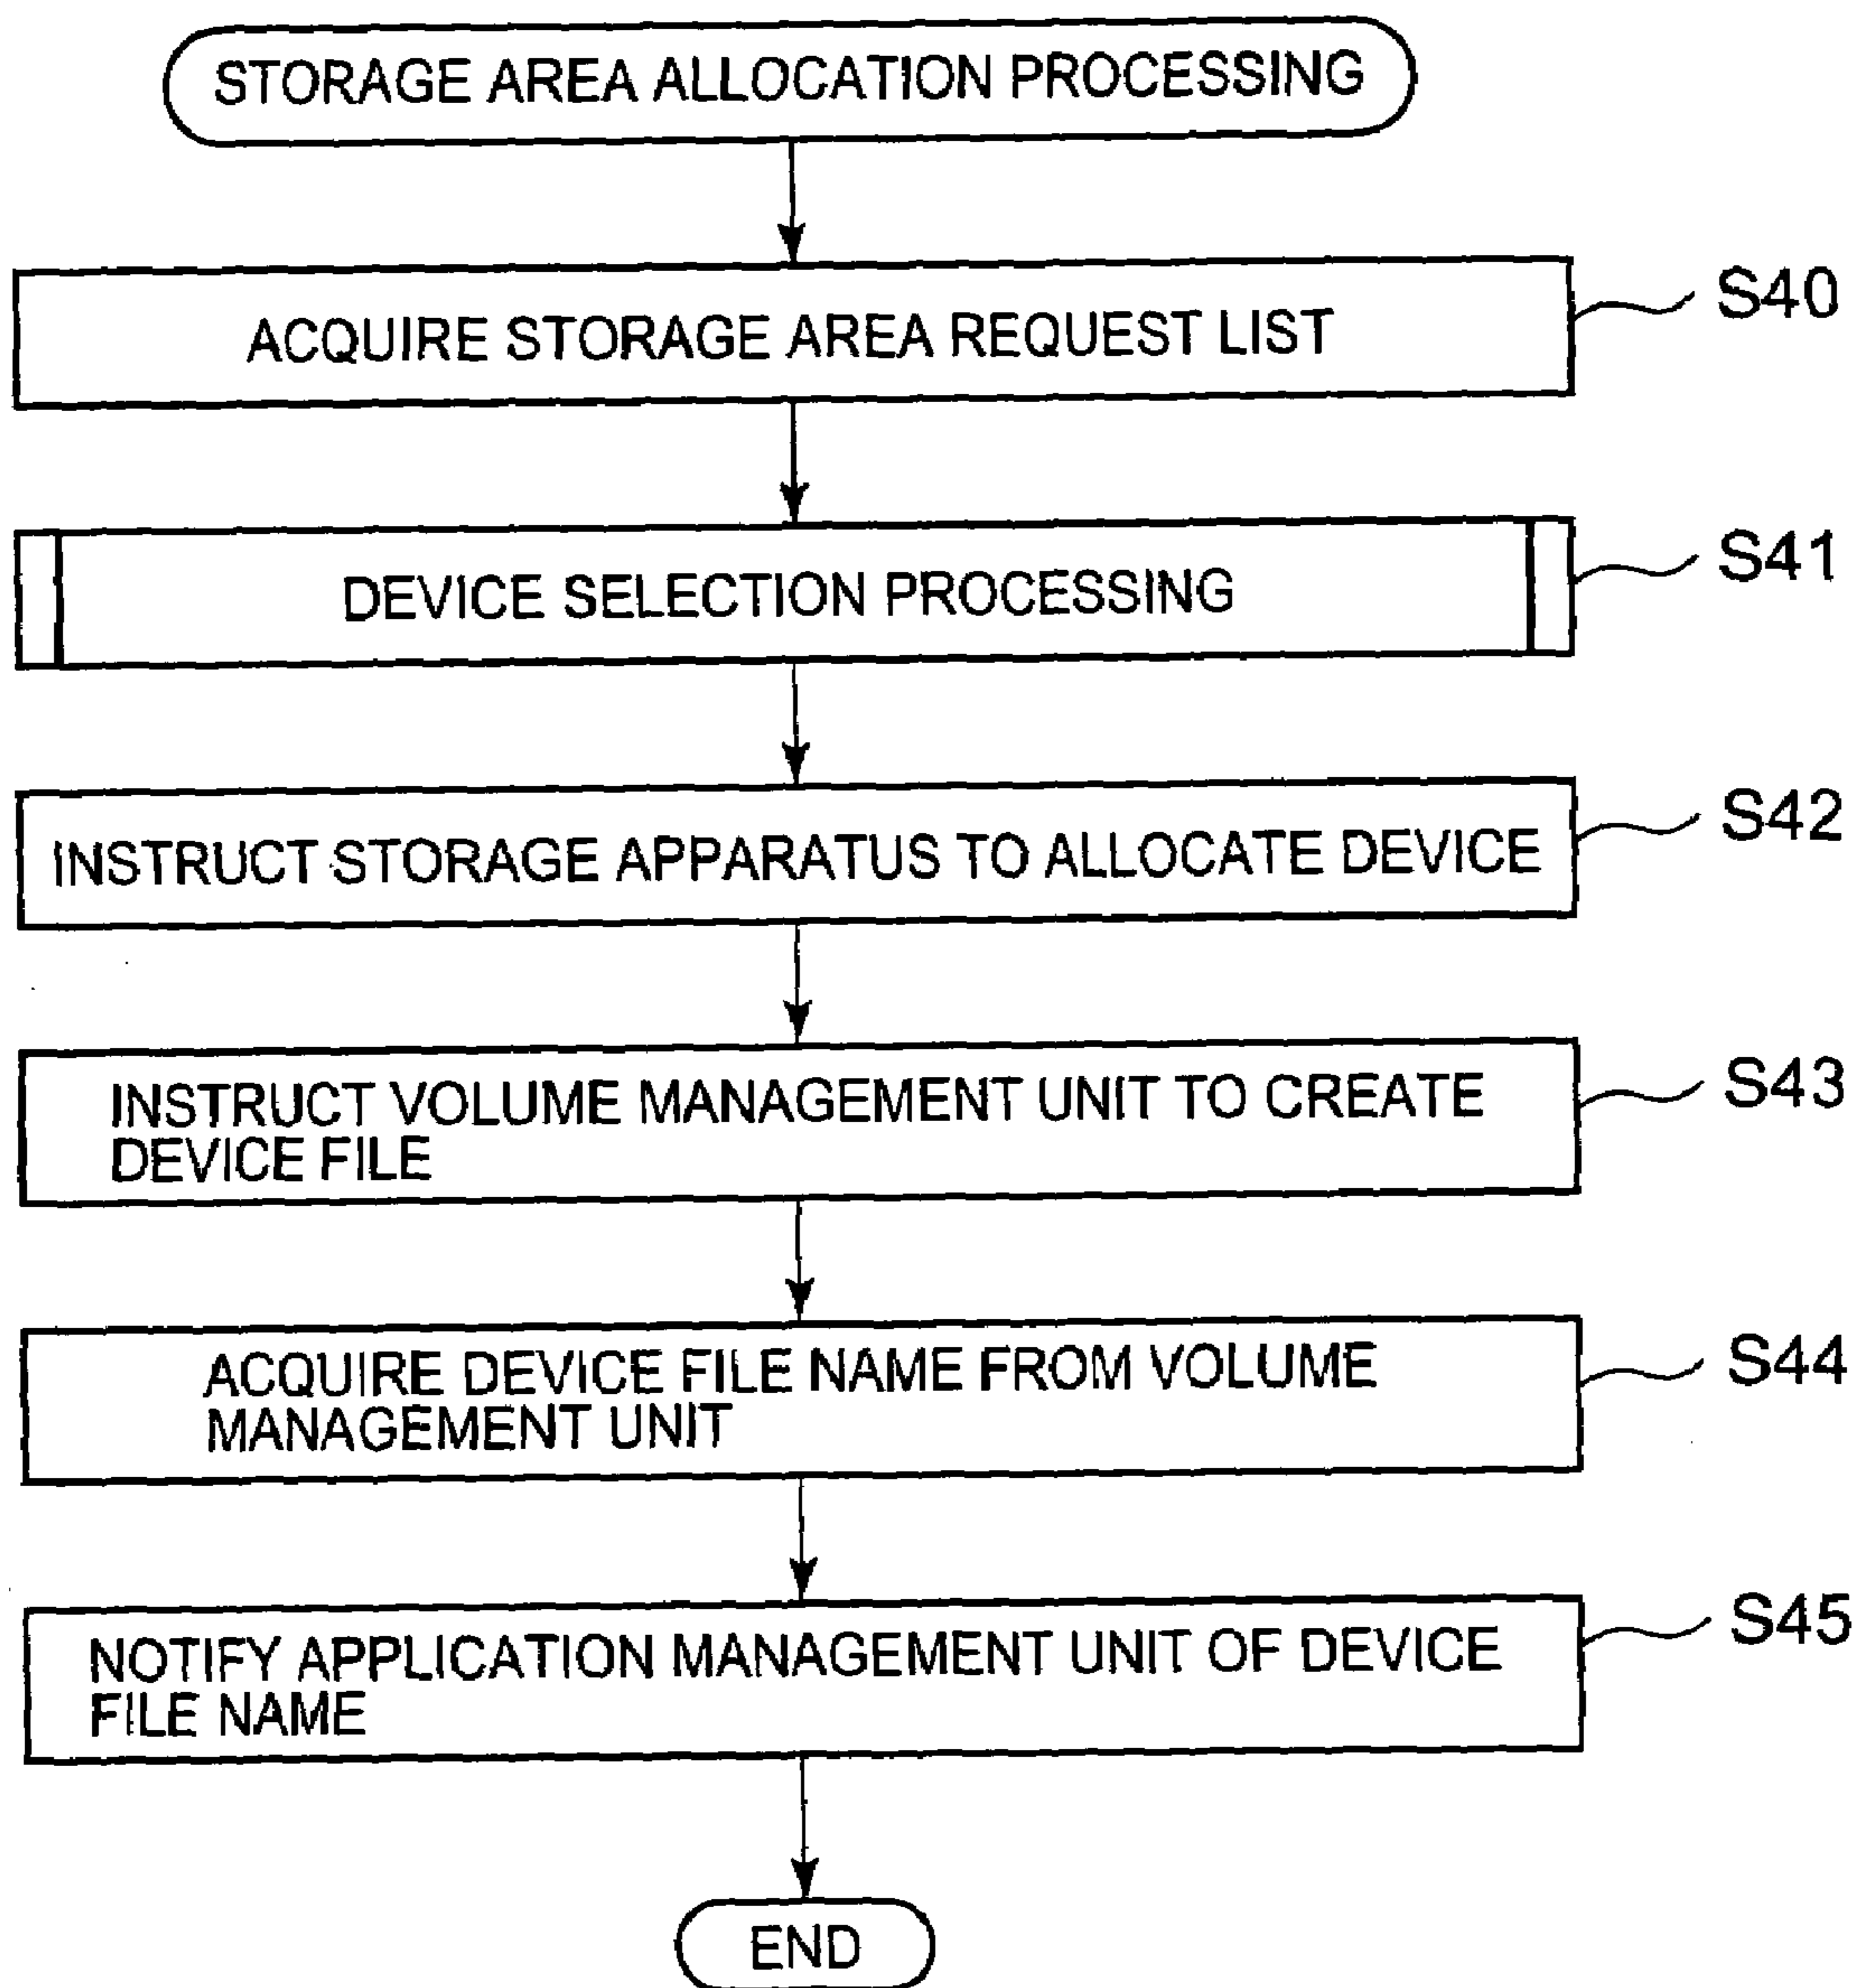 STORAGE AREA ALLOCATION PROCESSING
ACQUIRE STORAGE AREA REQUEST LIST
S40
DEVICE SELECTION PROCESSING
S41
INSTRUCT STORAGE APPARATUS TO ALLOCATE DEVICE
S42
INSTRUCT VOLUME MANAGEMENT UNIT TO CREATE
DEVICE FILE
S43
ACQUIRE DEVICE FILE NAME FROM VOLUME
MANAGEMENT UNIT
S44
NOTIFY APPLICATION MANAGEMENT UNIT OF DEVICE
FILE NAME
S45
END